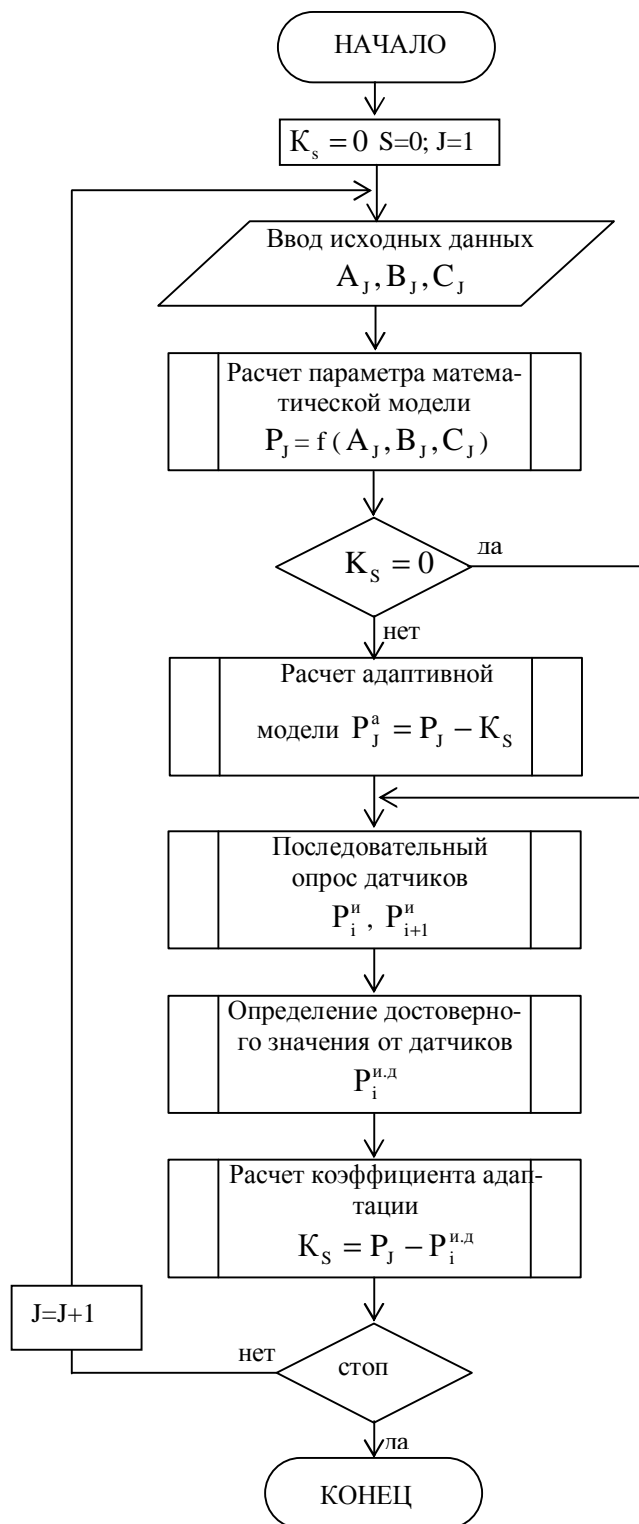 НАЧАЛО
K_s = 0 S=0; J=1
Ввод исходных данных
A_J, B_J, C_J
Расчет параметра матема-
тической модели
P_J = f ( A_J, B_J, C_J )
K_S = 0
да
нет
Расчет адаптивной
модели P_J^а = P_J − K_S
Последовательный
опрос датчиков
P_i^и , P_{i+1}^и
Определение достоверно-
го значения от датчиков
P_i^{и.д}
Расчет коэффициента адап-
тации
K_S = P_J − P_i^{и.д}
J=J+1
нет
стоп
да
КОНЕЦ